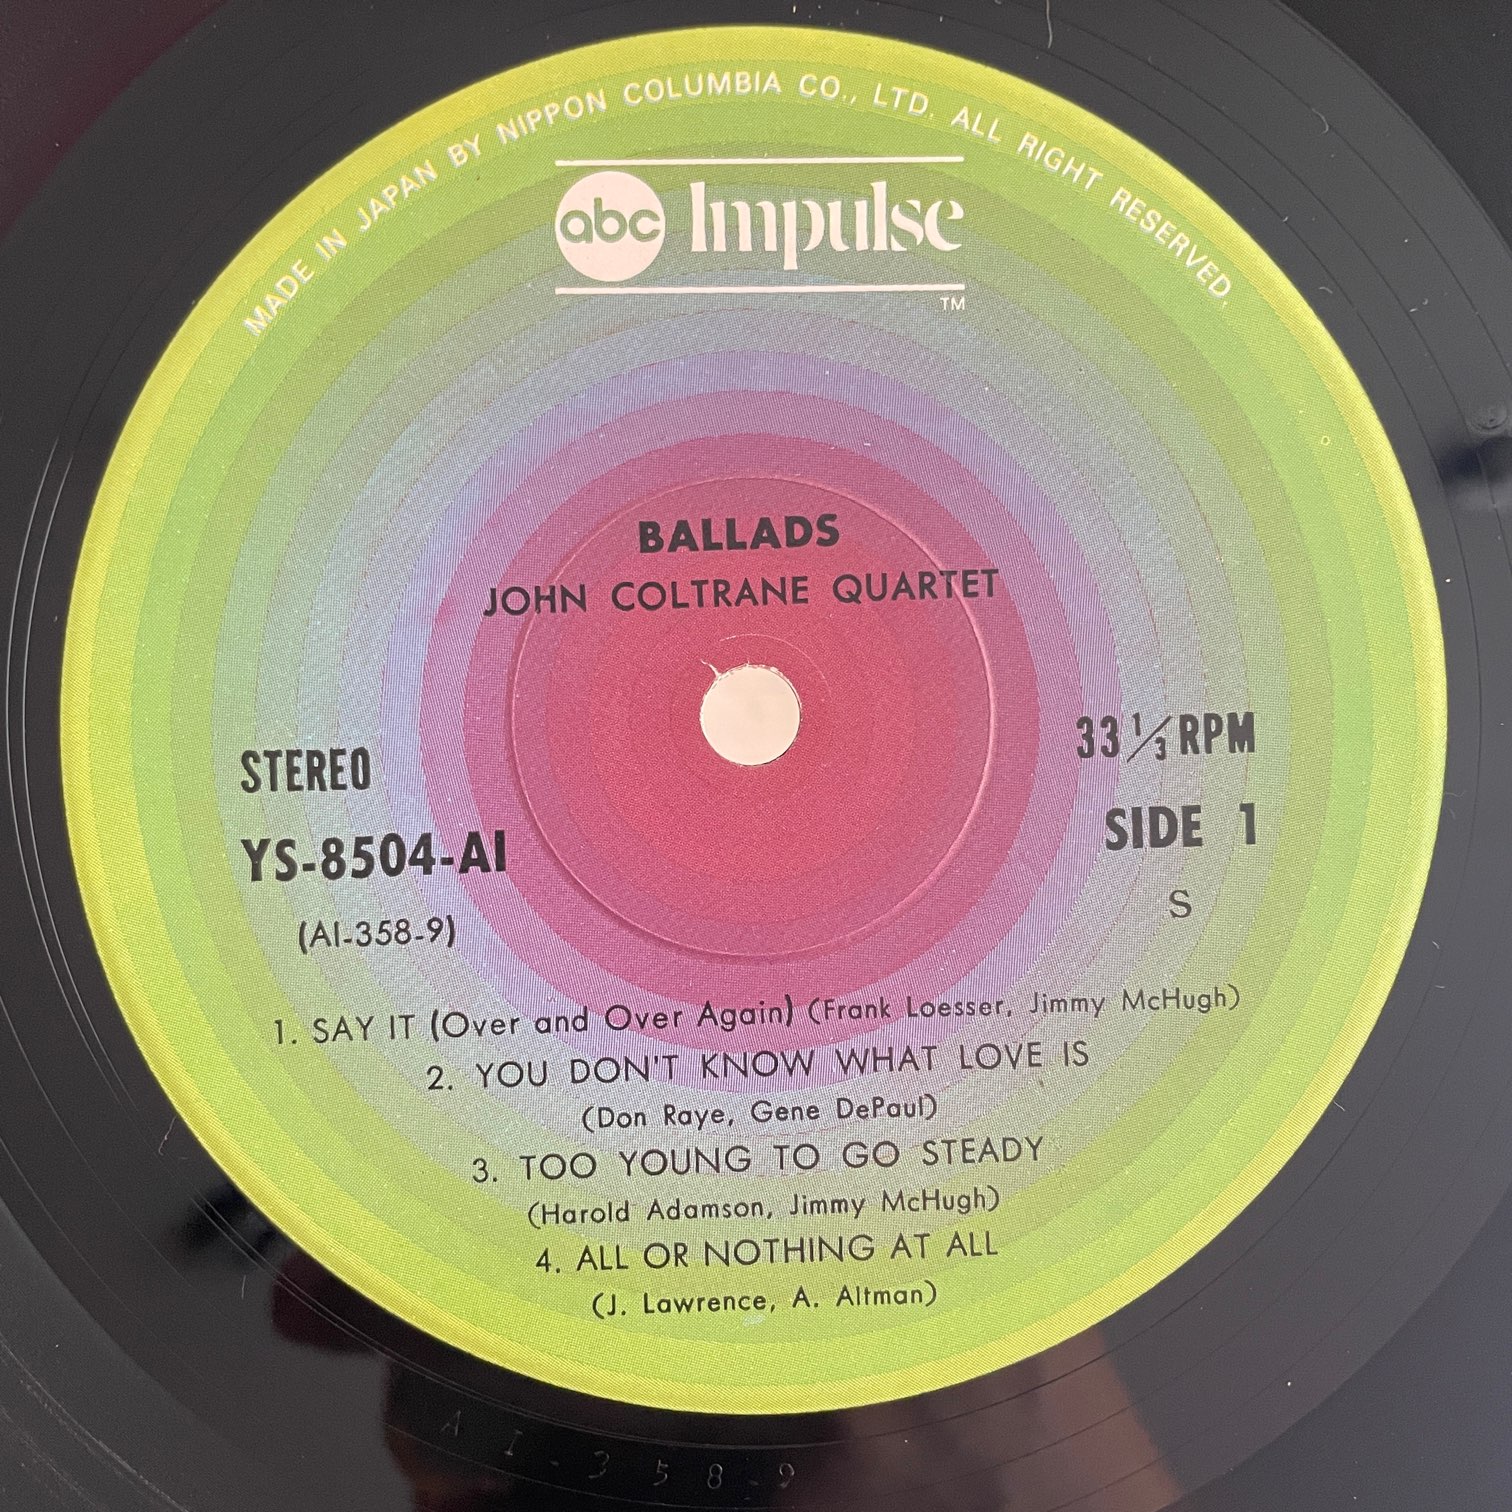 MADE IN JAPAN BY NIPPON COLUMBIA CO., LTD. ALL RIGHT RESERVED.
abc Impulse
TM
BALLADS
JOHN COLTRANE QUARTET
STEREO
33 1/3 RPM
YS-8504-AI
SIDE 1
(AI-358-9)
S
1. SAY IT (Over and Over Again) (Frank Loesser, Jimmy McHugh)
2. YOU DON'T KNOW WHAT LOVE IS
(Don Raye, Gene DePaul)
3. TOO YOUNG TO GO STEADY
(Harold Adamson, Jimmy McHugh)
4. ALL OR NOTHING AT ALL
(J. Lawrence, A. Altman)
AI-358-9